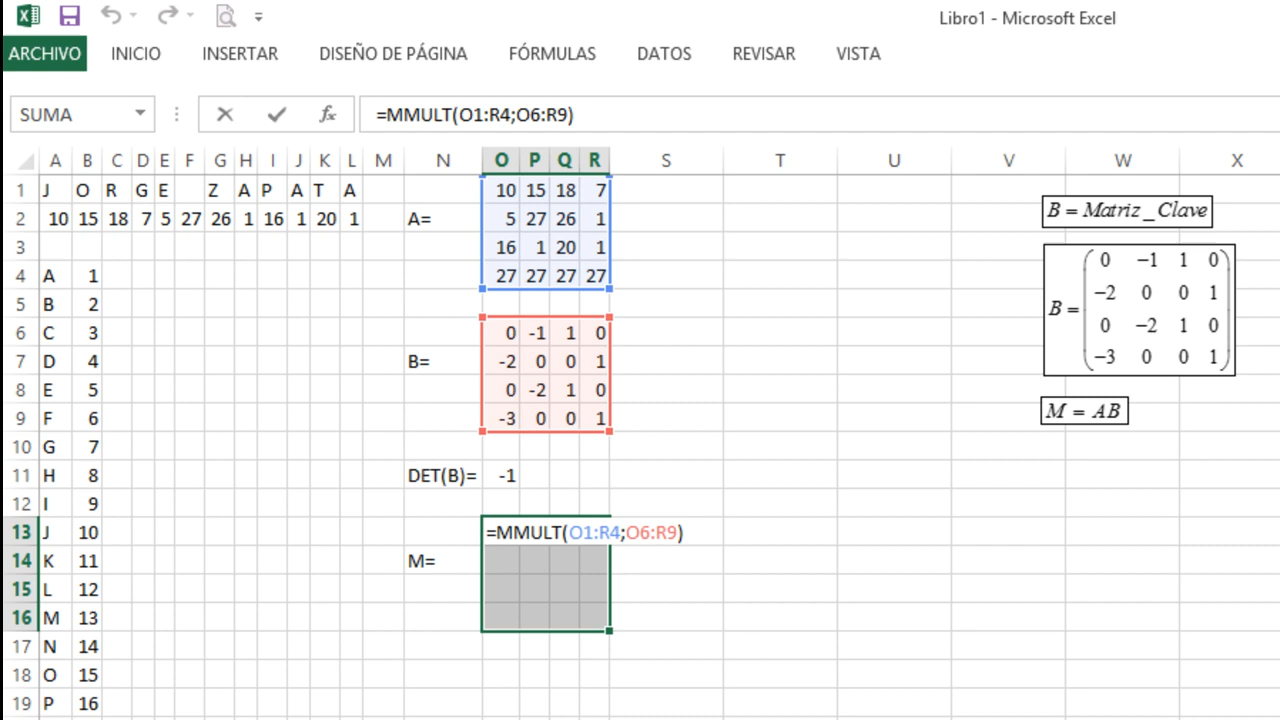 Libro1 - Microsoft Excel
ARCHIVO INICIO INSERTAR DISEÑO DE PÁGINA FÓRMULAS DATOS REVISAR VISTA
SUMA fx =MMULT(O1:R4;O6:R9)
A B C D E F G H I J K L M N O P Q R S T U V W X
1 J O R G E Z A P A T A 10 15 18 7
2 10 15 18 7 5 27 26 1 16 1 20 1 A= 5 27 26 1
B = Matriz_Clave
3 16 1 20 1
4 A 1 27 27 27 27
5 B 2
6 C 3 0 -1 1 0
7 D 4 B= -2 0 0 1
8 E 5 0 -2 1 0
9 F 6 -3 0 0 1
0 −1 1 0
−2 0 0 1
B =
0 −2 1 0
−3 0 0 1
M = AB
10 G 7
11 H 8 DET(B)= -1
12 I 9
13 J 10 =MMULT(O1:R4;O6:R9)
14 K 11 M=
15 L 12
16 M 13
17 N 14
18 O 15
19 P 16